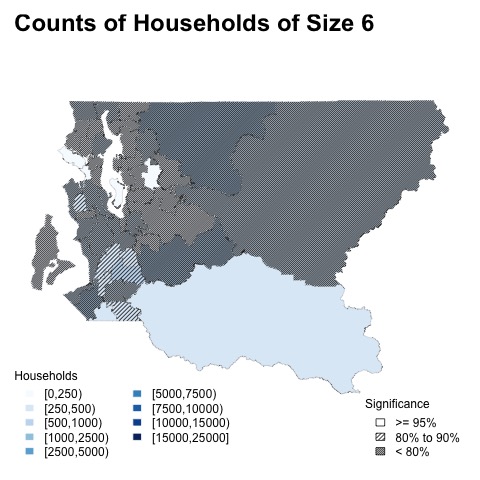 Counts of Households of Size 6
Households
[0,250)
[250,500)
[500,1000)
[1000,2500)
[2500,5000)
[5000,7500)
[7500,10000)
[10000,15000)
[15000,25000]
Significance
>= 95%
80% to 90%
< 80%